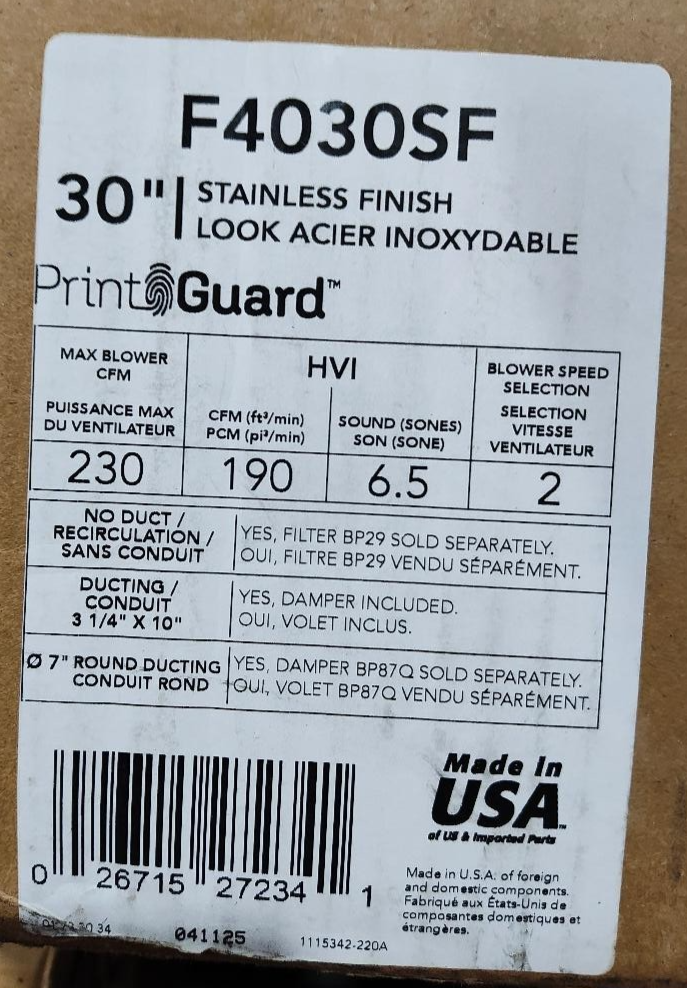 F4030SF
30" | STAINLESS FINISH
LOOK ACIER INOXYDABLE
PrintGuard™
MAX BLOWER
CFM
PUISSANCE MAX
DU VENTILATEUR
HVI
CFM (ft³/min)
PCM (pi³/min)
SOUND (SONES)
SON (SONE)
BLOWER SPEED
SELECTION
SELECTION
VITESSE
VENTILATEUR
230
190
6.5
2
NO DUCT /
RECIRCULATION /
SANS CONDUIT
YES, FILTER BP29 SOLD SEPARATELY.
OUI, FILTRE BP29 VENDU SÉPARÉMENT.
DUCTING /
CONDUIT
3 1/4" X 10"
YES, DAMPER INCLUDED.
OUI, VOLET INCLUS.
Ø 7" ROUND DUCTING
CONDUIT ROND
YES, DAMPER BP87Q SOLD SEPARATELY.
OUI, VOLET BP87Q VENDU SÉPARÉMENT.
Made in
USA™
of US & Imported Parts
0 26715 27234 1
Made in U.S.A. of foreign
and domestic components.
Fabriqué aux États-Unis de
composantes domestiques et
étrangères.
34
041125
1115342-220A